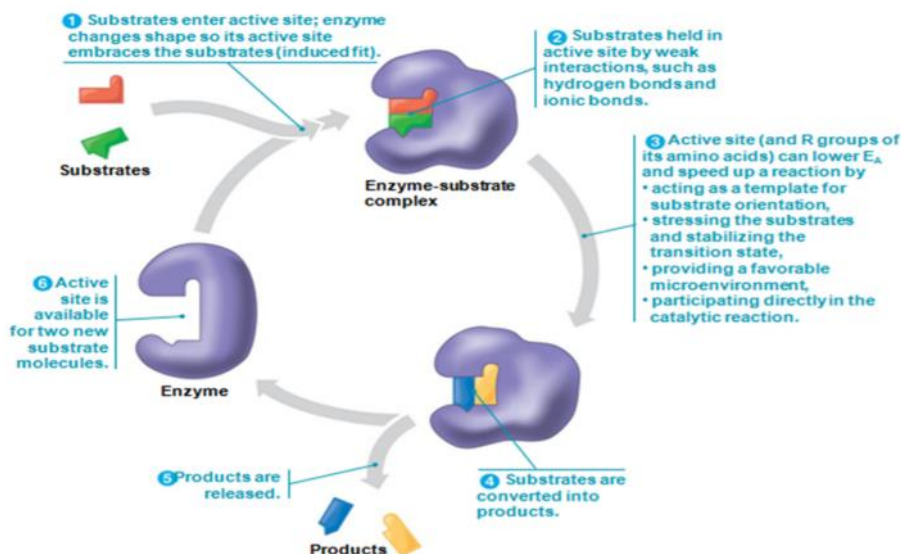 1 Substrates enter active site; enzyme
changes shape so its active site
embraces the substrates (induced fit).
2 Substrates held in
active site by weak
interactions, such as
hydrogen bonds and
ionic bonds.
Substrates
Enzyme-substrate
complex
3 Active site (and R groups of
its amino acids) can lower EA
and speed up a reaction by
• acting as a template for
substrate orientation,
• stressing the substrates
and stabilizing the
transition state,
• providing a favorable
microenvironment,
• participating directly in the
catalytic reaction.
6 Active
site is
available
for two new
substrate
molecules.
Enzyme
5 Products are
released.
4 Substrates are
converted into
products.
Products